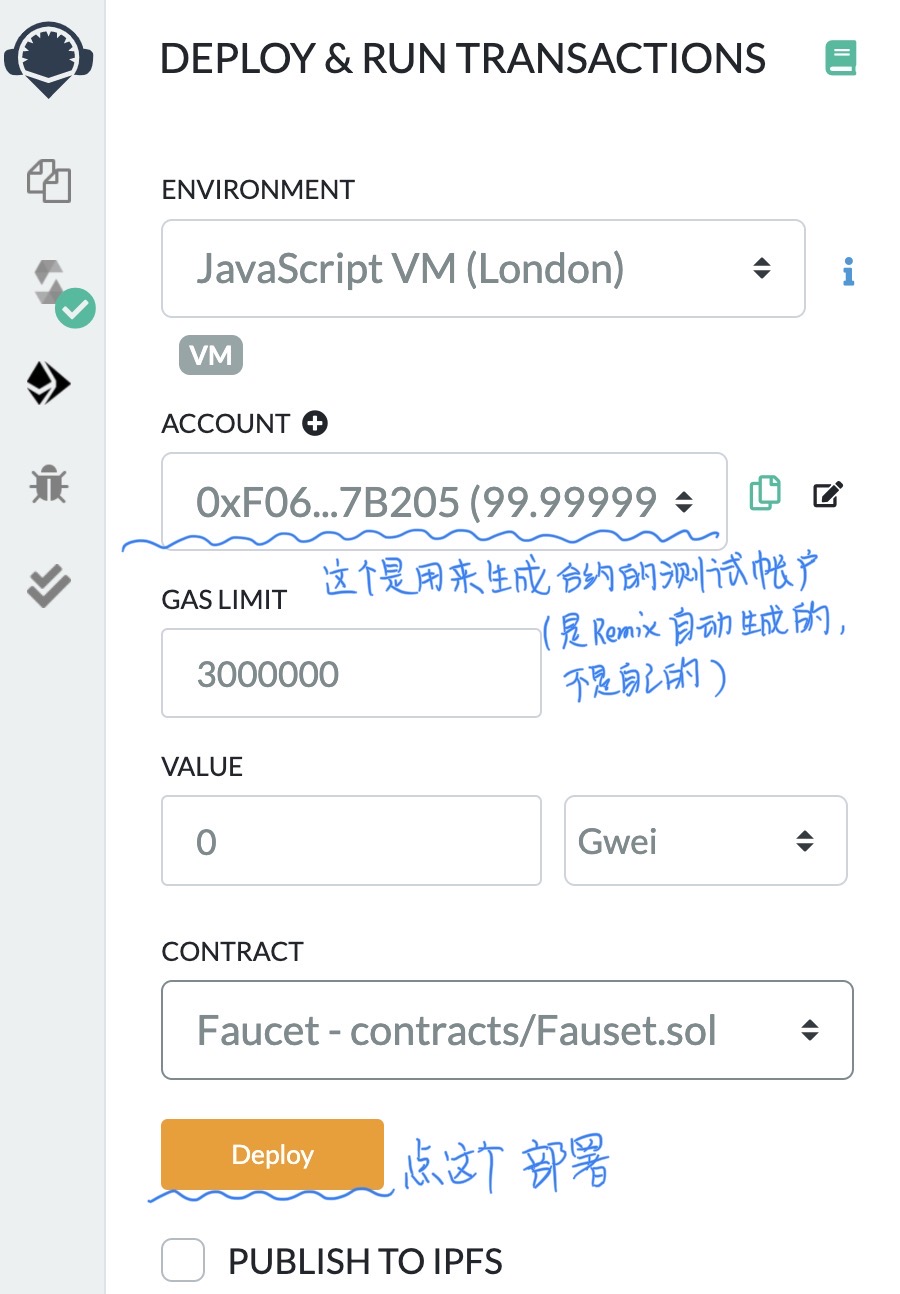 DEPLOY & RUN TRANSACTIONS
ENVIRONMENT
JavaScript VM (London)
VM
ACCOUNT
0xF06...7B205 (99.99999
这个是用来生成合约的测试帐户
(是Remix自动生成的,
不是自己的)
GAS LIMIT
3000000
VALUE
0
Gwei
CONTRACT
Faucet - contracts/Fauset.sol
Deploy
点这个 部署
PUBLISH TO IPFS